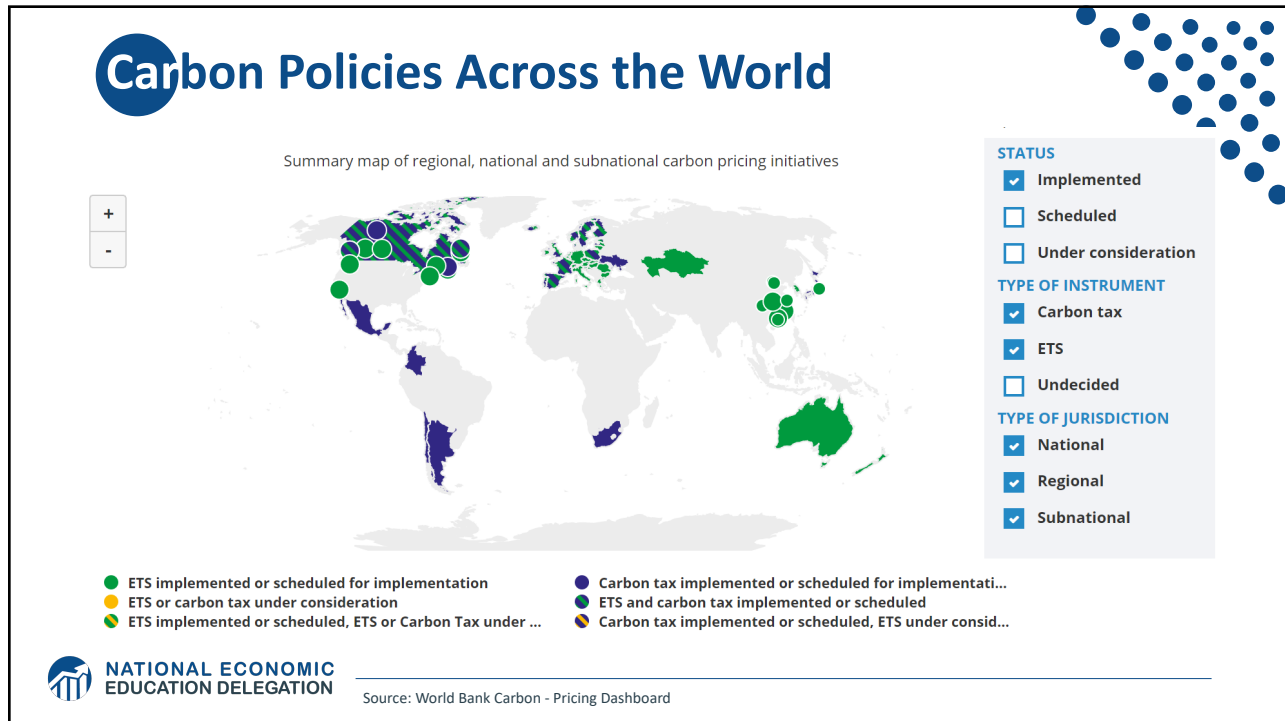 Carbon Policies Across the World
Summary map of regional, national and subnational carbon pricing initiatives
+
-
STATUS
Implemented
Scheduled
Under consideration
TYPE OF INSTRUMENT
Carbon tax
ETS
Undecided
TYPE OF JURISDICTION
National
Regional
Subnational
ETS implemented or scheduled for implementation
ETS or carbon tax under consideration
ETS implemented or scheduled, ETS or Carbon Tax under ...
Carbon tax implemented or scheduled for implementati...
ETS and carbon tax implemented or scheduled
Carbon tax implemented or scheduled, ETS under consid...
NATIONAL ECONOMIC
EDUCATION DELEGATION
Source: World Bank Carbon - Pricing Dashboard